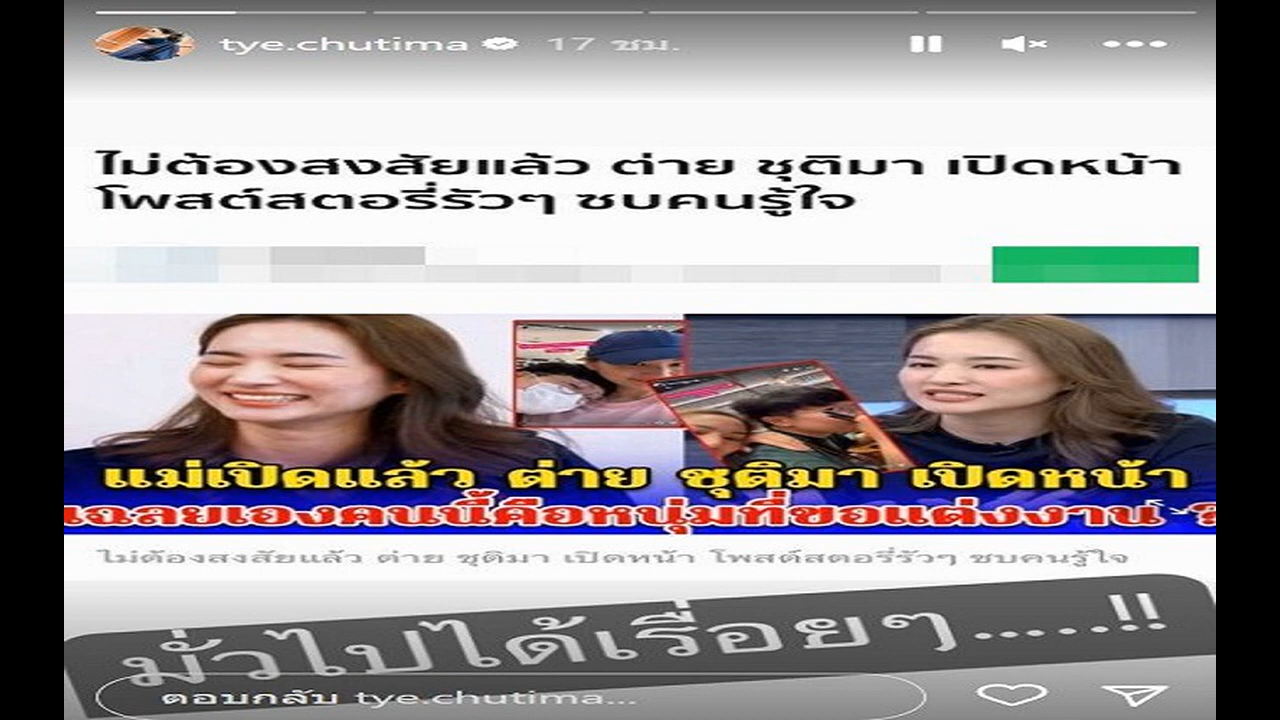 tye.chutima 17 ชม.
ไม่ต้องสงสัยแล้ว ต่าย ชุติมา เปิดหน้า
โพสต์สตอรี่รัวๆ ซบคนรู้ใจ
แม่เปิดแล้ว ต่าย ชุติมา เปิดหน้า
เฉลยเองคนนี้คือหนุ่มที่ขอแต่งงาน ?
ไม่ต้องสงสัยแล้ว ต่าย ชุติมา เปิดหน้า โพสต์สตอรี่รัวๆ ซบคนรู้ใจ
มั่วไปได้เรื่อยๆ.....!!
ตอบกลับ tye.chutima...